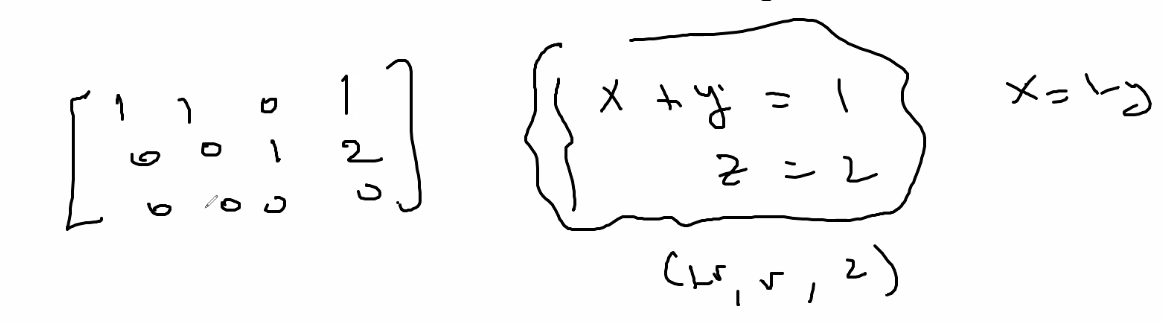 1 1 0 1
0 0 1 2
0 0 0 0
x + y = 1
z = 2
x = 1-y
(1-r, r, 2)